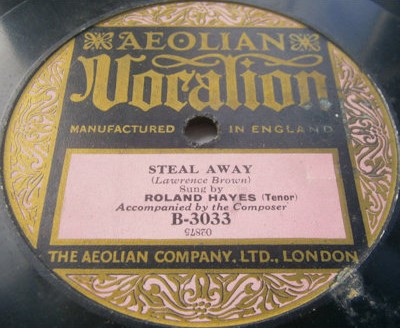 AEOLIAN
Vocalion
MANUFACTURED IN ENGLAND
STEAL AWAY
(Lawrence Brown)
Sung by
ROLAND HAYES (Tenor)
Accompanied by the Composer
B-3033
02875
THE AEOLIAN COMPANY. LTD., LONDON